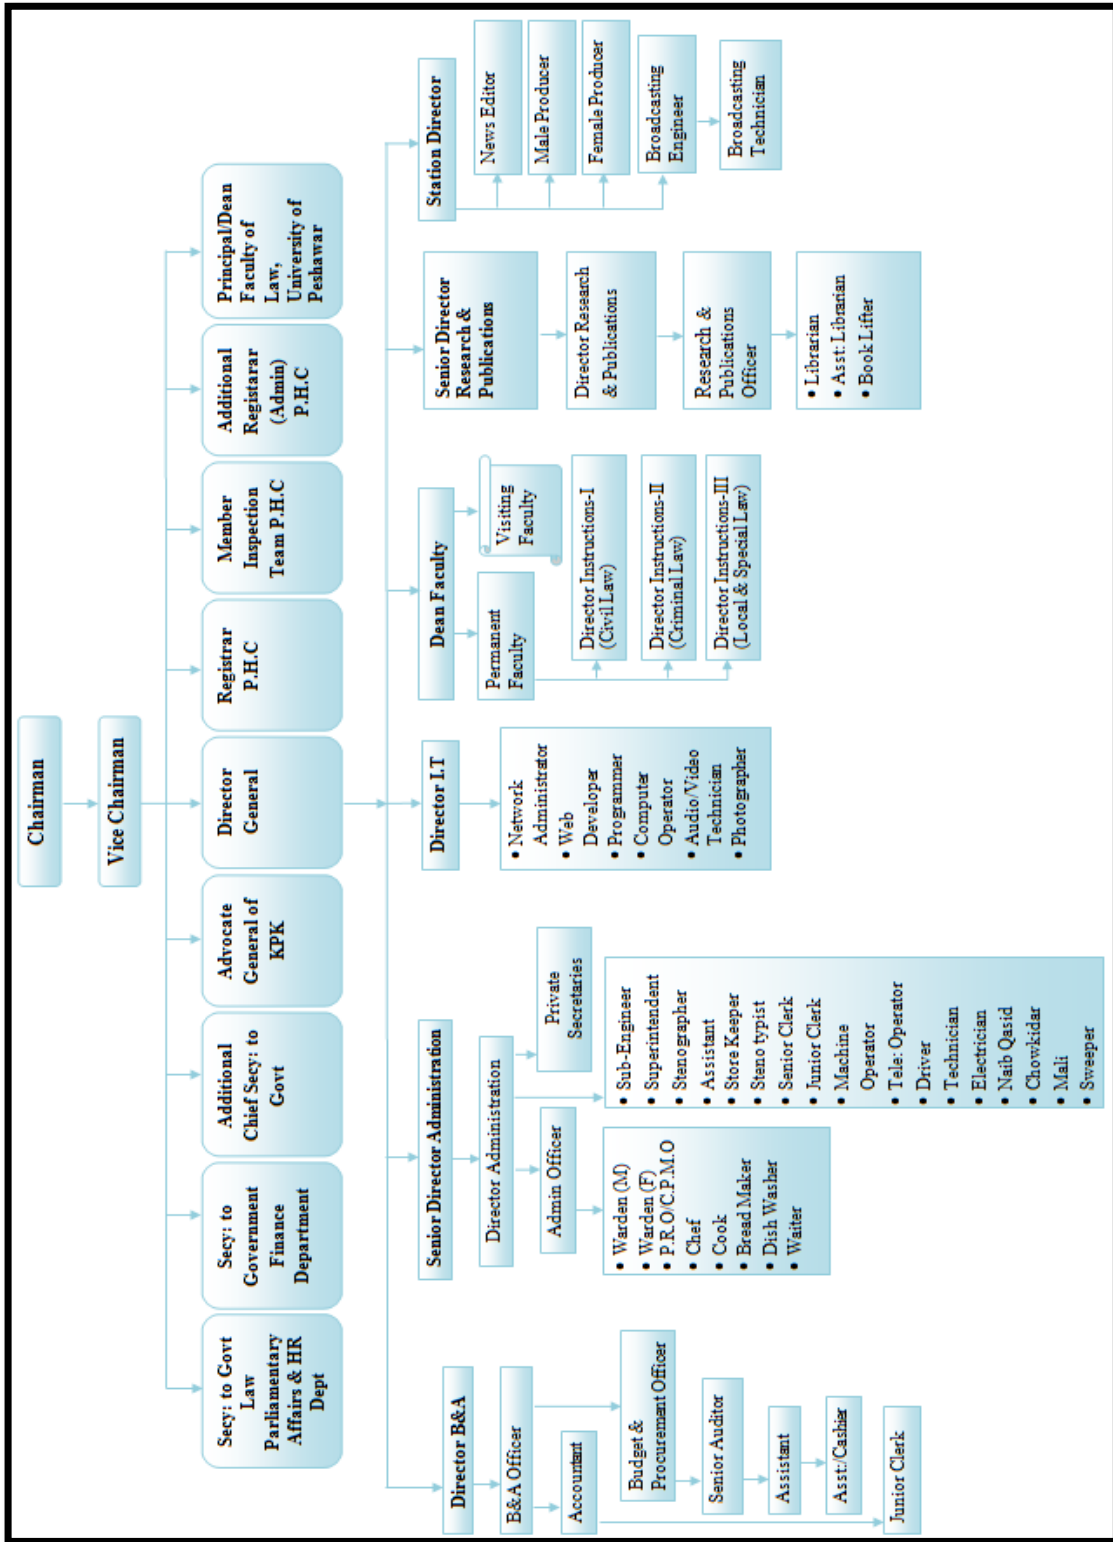 Chairman
Vice Chairman
Secy: to Govt
Law
Parliamentary
Affairs & HR
Dept
Secy: to
Government
Finance
Department
Additional
Chief Secy: to
Govt
Advocate
General of
KPK
Director
General
Registrar
P.H.C
Member
Inspection
Team P.H.C
Additional
Registarar
(Admin)
P.H.C
Principal/Dean
Faculty of
Law,
University of
Peshawar
Director B&A
B&A Officer
Accountant
Budget &
Procurement Officer
Senior Auditor
Assistant
Asst:/Cashier
Junior Clerk
Senior Director Administration
Director Administration
Admin Officer
Private
Secretaries
• Warden (M)
• Warden (F)
• P.R.O/C.P.M.O
• Chef
• Cook
• Bread Maker
• Dish Washer
• Waiter
• Sub-Engineer
• Superintendent
• Stenographer
• Assistant
• Store Keeper
• Steno typist
• Senior Clerk
• Junior Clerk
• Machine
Operator
• Tele: Operator
• Driver
• Technician
• Electrician
• Naib Qasid
• Chowkidar
• Mali
• Sweeper
Director I.T
• Network
Administrator
• Web
Developer
• Programmer
• Computer
Operator
• Audio/Video
Technician
• Photographer
Dean Faculty
Permanent
Faculty
Visiting
Faculty
Director Instructions-I
(Civil Law)
Director Instructions-II
(Criminal Law)
Director Instructions-III
(Local & Special Law)
Senior Director
Research &
Publications
Director Research
& Publications
Research &
Publications
Officer
• Librarian
• Asst: Librarian
• Book Lifter
Station Director
News Editor
Male Producer
Female Producer
Broadcasting
Engineer
Broadcasting
Technician